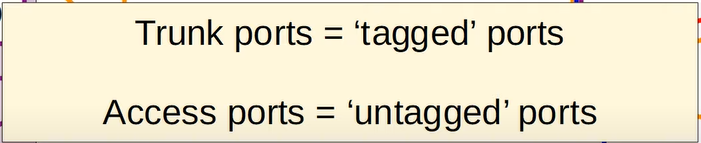 Trunk ports = ‘tagged’ ports
Access ports = ‘untagged’ ports